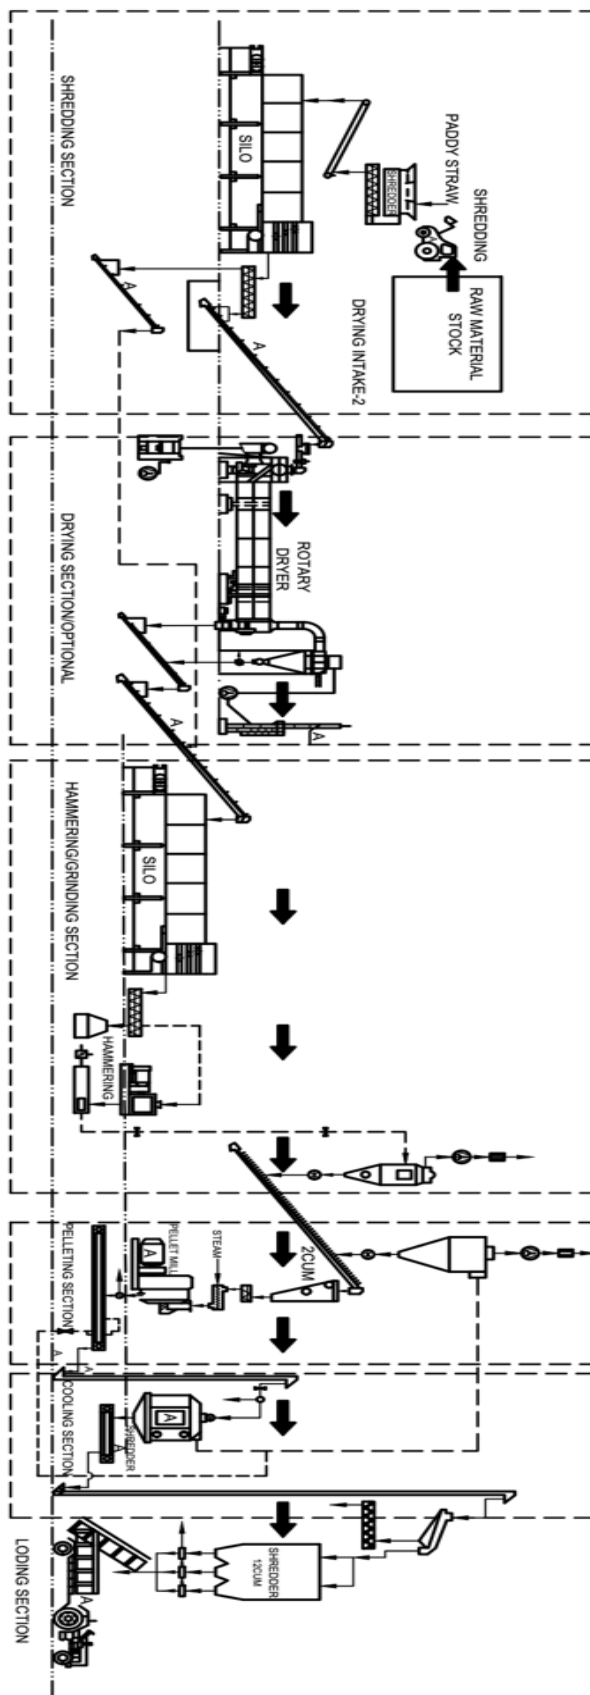 RAW MATERIAL
STOCK
SHREDDING
PADDY STRAW
SHREDDER
SILO
A
A
A
DRYING INTAKE-2
SHREDDING SECTION
ROTARY
DRYER
A
A
DRYING SECTION/OPTIONAL
SILO
HAMMERING
HAMMERING/GRINDING SECTION
2CUM
STEAM
PELLET MILL
A
A
A
PELLETING SECTION
A
SHREDDER
A
COOLING SECTION
SHREDDER
12CUM
A
LODING SECTION